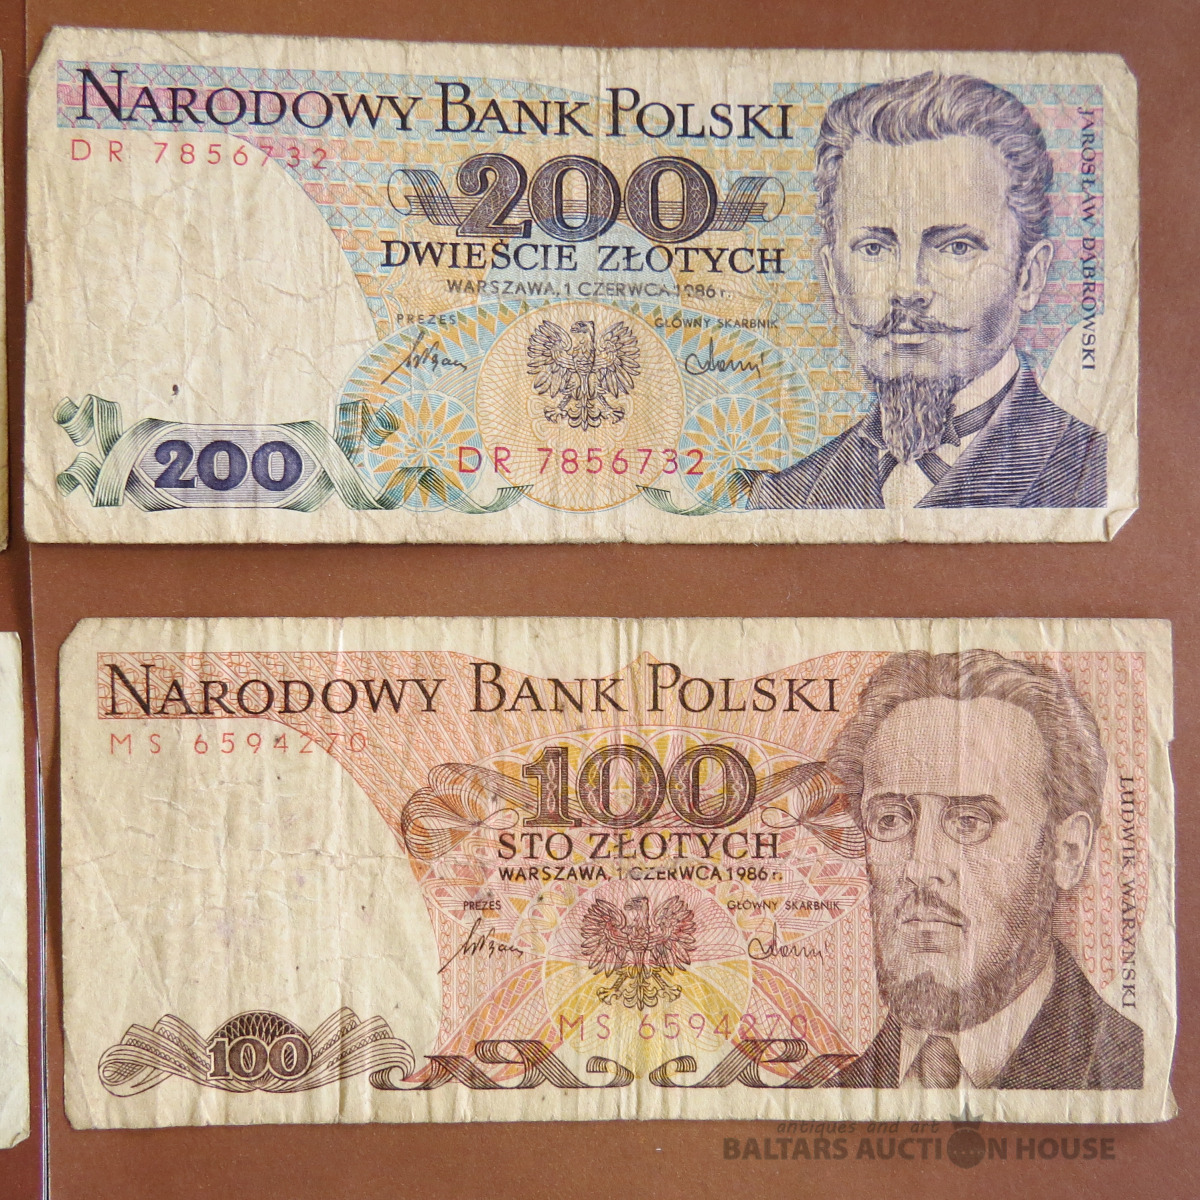 NARODOWY BANK POLSKI
DR 7856732
200
DWIEŚCIE ZŁOTYCH
WARSZAWA, 1 CZERWCA 1986 r.
PREZES
GŁÓWNY SKARBNIK
DR 7856732
200
JAROSŁAW DĄBROWSKI
NARODOWY BANK POLSKI
MS 6594270
100
STO ZŁOTYCH
WARSZAWA, 1 CZERWCA 1986 r.
PREZES
GŁÓWNY SKARBNIK
MS 6594270
100
LUDWIK WARYŃSKI
antiques and art
BALTARS AUCTION HOUSE